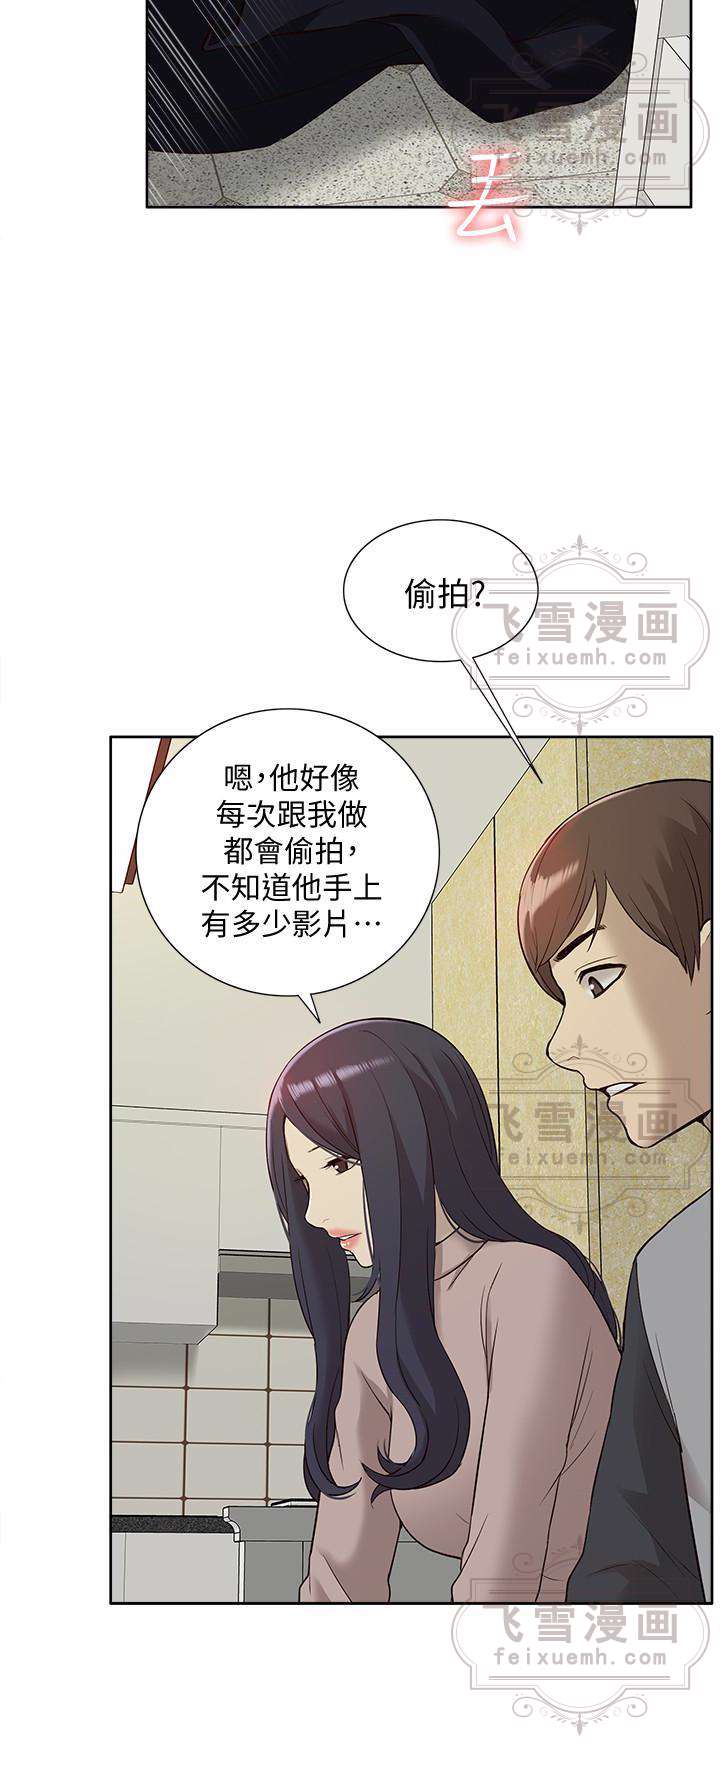 飞雪漫画
feixuemh.com
丟
偷拍?
飞雪漫画
feixuemh.com
嗯,他好像
每次跟我做
都會偷拍,
不知道他手上
有多少影片…
飞雪漫画
feixuemh.com
飞雪漫画
feixuemh.com